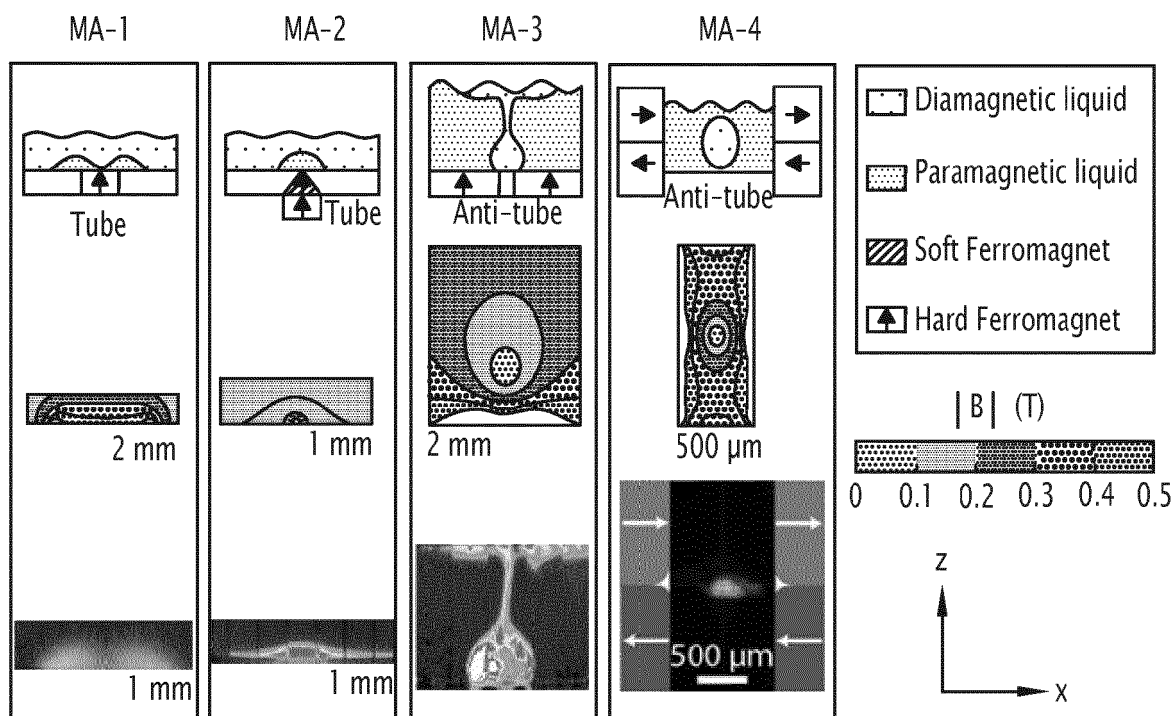 MA-1 MA-2 MA-3 MA-4
Diamagnetic liquid
Paramagnetic liquid
Soft Ferromagnet
Hard Ferromagnet
Tube Tube Anti-tube Anti-tube
2 mm 1 mm 2 mm 500 µm
|B| (T)
0 0.1 0.2 0.3 0.4 0.5
1 mm 1 mm 500 µm
z
x